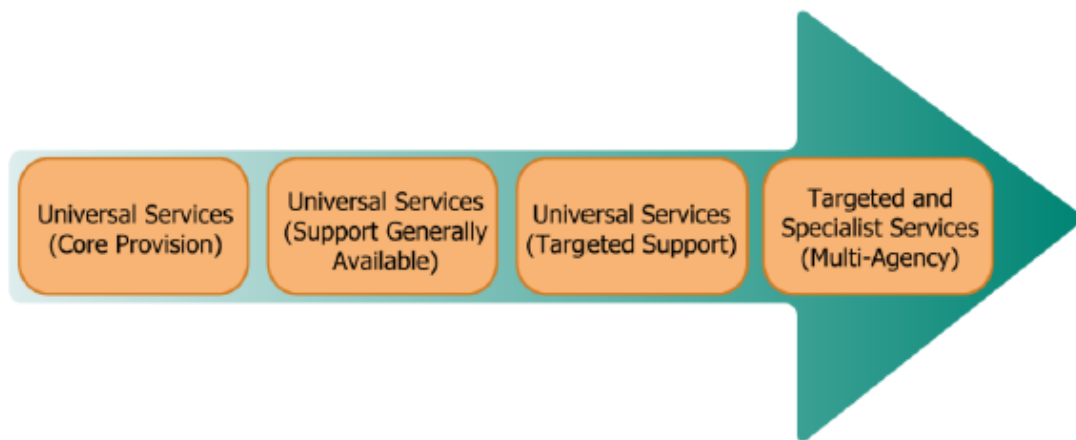 Universal Services
(Core Provision)
Universal Services
(Support Generally
Available)
Universal Services
(Targeted Support)
Targeted and
Specialist Services
(Multi-Agency)